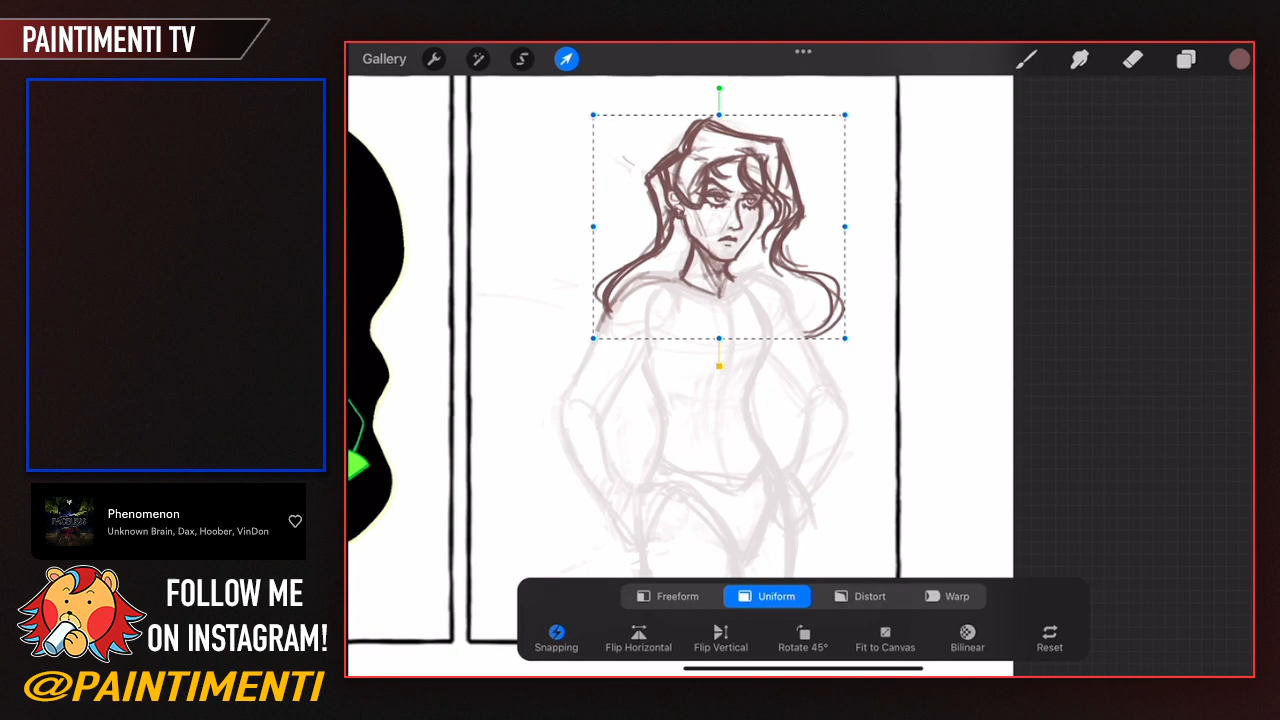 PAINTIMENTI TV
Gallery
Phenomenon
Unknown Brain, Dax, Hoober, VinDon
FOLLOW ME
ON INSTAGRAM!
@PAINTIMENTI
Freeform
Uniform
Distort
Warp
Snapping
Flip Horizontal
Flip Vertical
Rotate 45°
Fit to Canvas
Bilinear
Reset